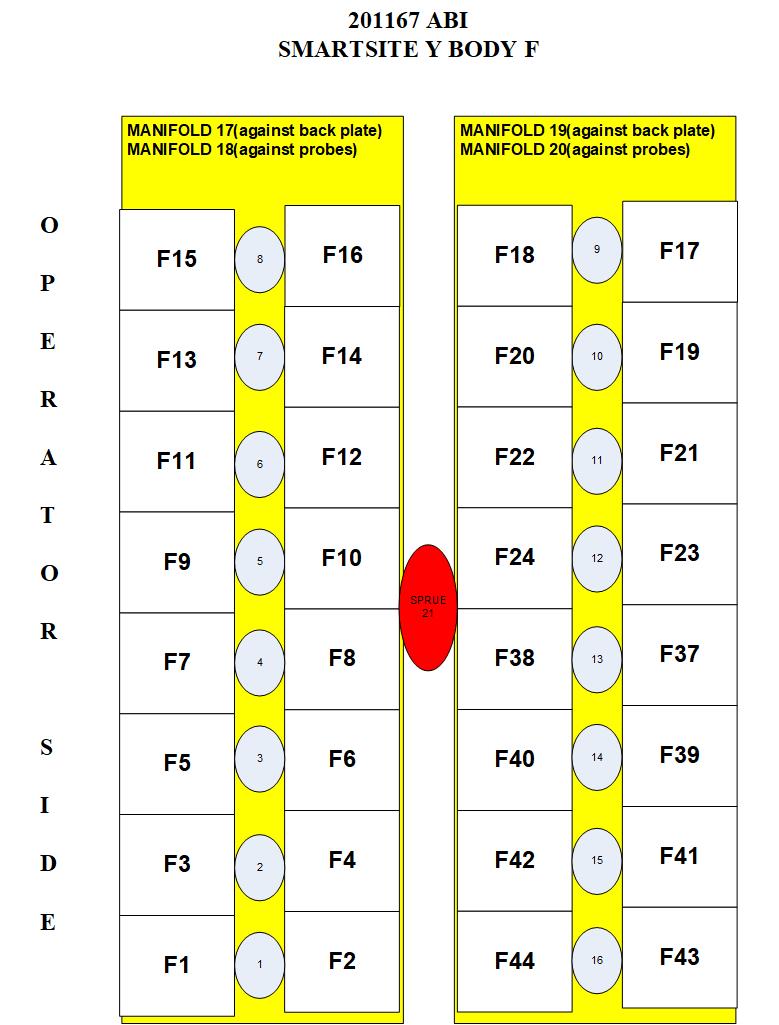 201167 ABI
SMARTSITE Y BODY F
MANIFOLD 17(against back plate)
MANIFOLD 18(against probes)
MANIFOLD 19(against back plate)
MANIFOLD 20(against probes)
OPERATOR SIDE
F15 8 F16 F18 9 F17
F13 7 F14 F20 10 F19
F11 6 F12 F22 11 F21
F9 5 F10 F24 12 F23
SPRUE
21
F7 4 F8 F38 13 F37
F5 3 F6 F40 14 F39
F3 2 F4 F42 15 F41
F1 1 F2 F44 16 F43